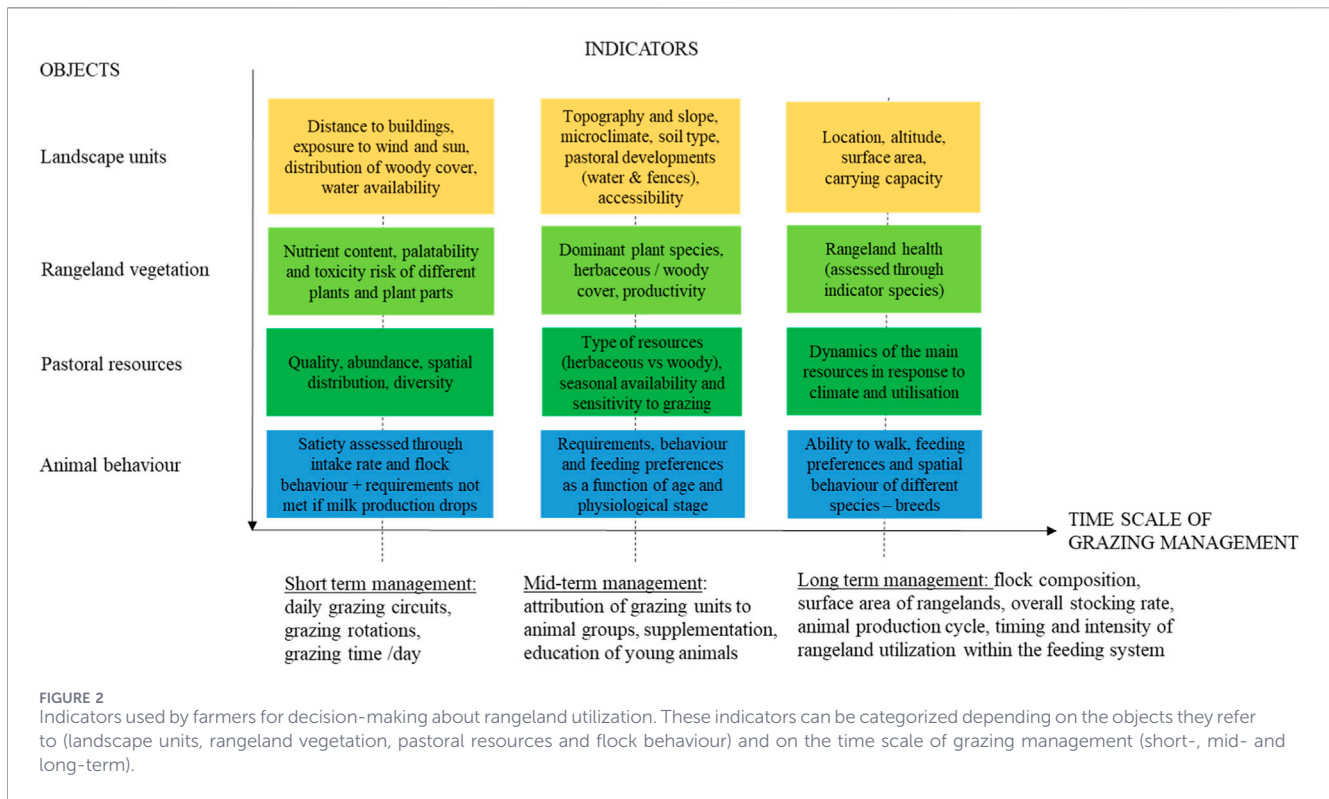 INDICATORS
OBJECTS
Landscape units
Distance to buildings,
exposure to wind and sun,
distribution of woody cover,
water availability
Topography and slope,
microclimate, soil type,
pastoral developments
(water & fences),
accessibility
Location, altitude,
surface area,
carrying capacity
Rangeland vegetation
Nutrient content, palatability
and toxicity risk of different
plants and plant parts
Dominant plant species,
herbaceous / woody
cover, productivity
Rangeland health
(assessed through
indicator species)
Pastoral resources
Quality, abundance, spatial
distribution, diversity
Type of resources
(herbaceous vs woody),
seasonal availability and
sensitivity to grazing
Dynamics of the main
resources in response to
climate and utilisation
Animal behaviour
Satiety assessed through
intake rate and flock
behaviour + requirements not
met if milk production drops
Requirements, behaviour
and feeding preferences
as a function of age and
physiological stage
Ability to walk, feeding
preferences and spatial
behaviour of different
species – breeds
TIME SCALE OF
GRAZING MANAGEMENT
Short term management:
daily grazing circuits,
grazing rotations,
grazing time /day
Mid-term management:
attribution of grazing units to
animal groups, supplementation,
education of young animals
Long term management: flock composition,
surface area of rangelands, overall stocking rate,
animal production cycle, timing and intensity of
rangeland utilization within the feeding system
FIGURE 2
Indicators used by farmers for decision-making about rangeland utilization. These indicators can be categorized depending on the objects they refer
to (landscape units, rangeland vegetation, pastoral resources and flock behaviour) and on the time scale of grazing management (short-, mid- and
long-term).